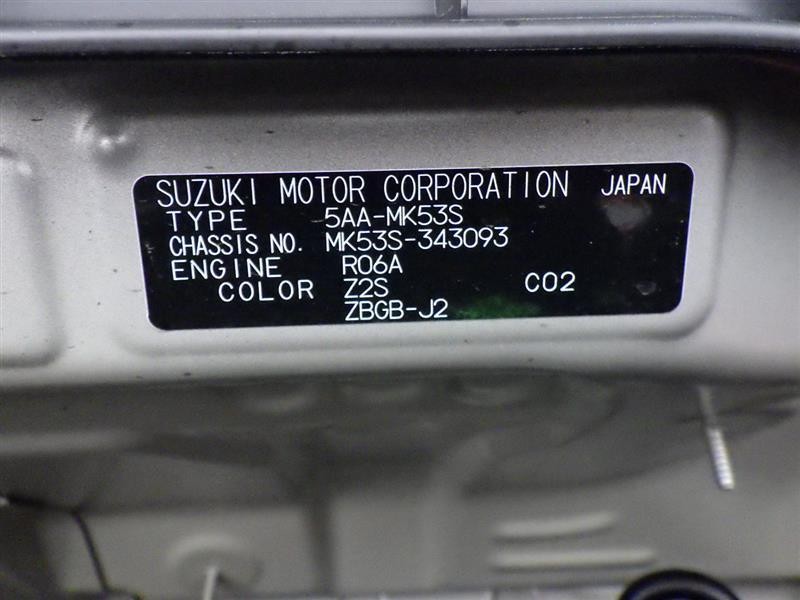 SUZUKI MOTOR CORPORATION JAPAN
TYPE 5AA-MK53S
CHASSIS NO. MK53S-343093
ENGINE R06A
COLOR Z2S C02
ZBGB-J2